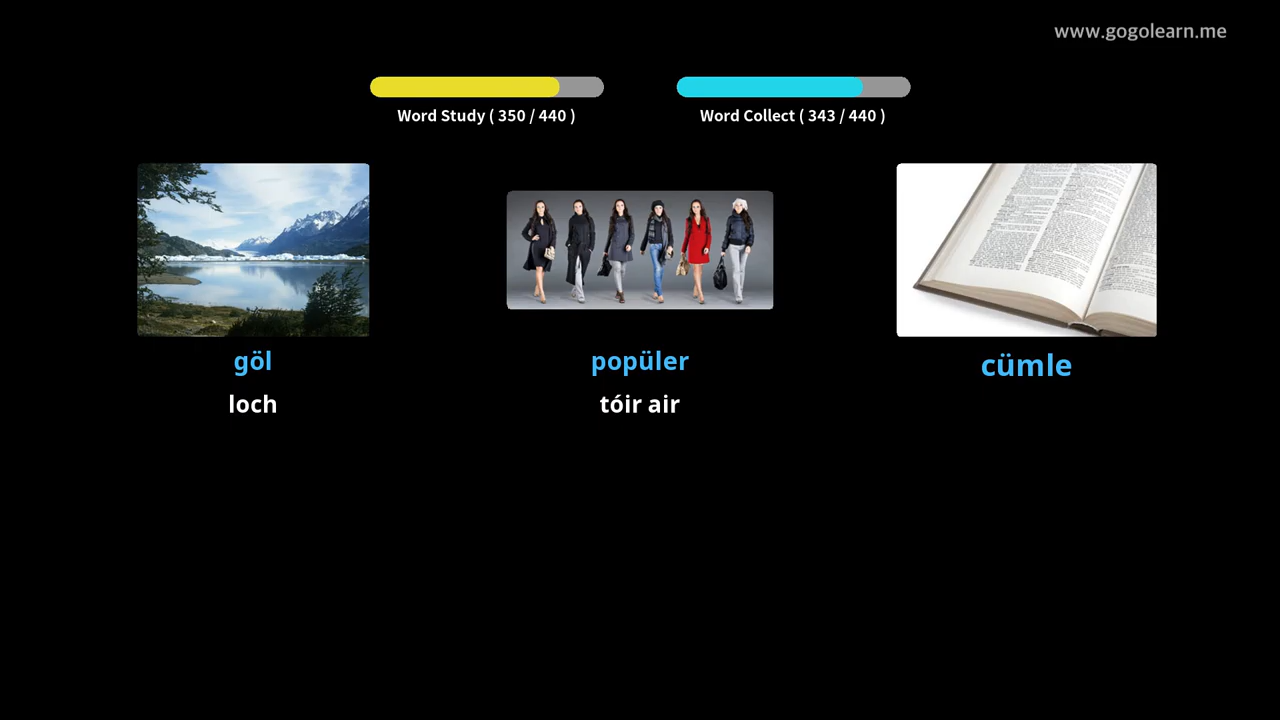 www.gogolearn.me
Word Study ( 350 / 440 )
Word Collect ( 343 / 440 )
göl
loch
popüler
tóir air
cümle